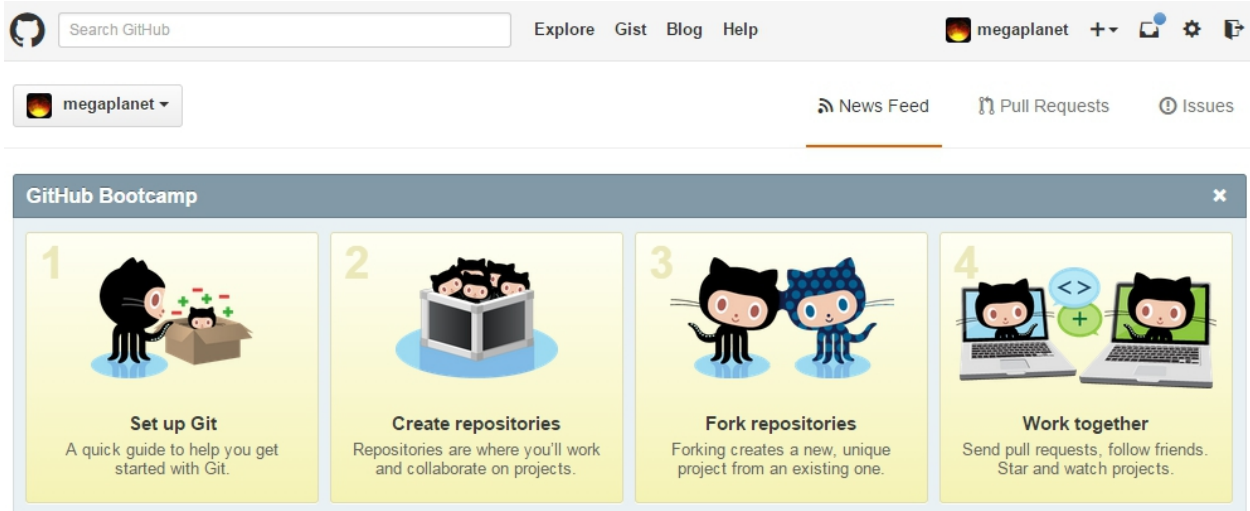 Search GitHub Explore Gist Blog Help megaplanet
megaplanet News Feed Pull Requests Issues
GitHub Bootcamp
1
Set up Git
A quick guide to help you get
started with Git.
2
Create repositories
Repositories are where you'll work
and collaborate on projects.
3
Fork repositories
Forking creates a new, unique
project from an existing one.
4
<>
+
Work together
Send pull requests, follow friends.
Star and watch projects.